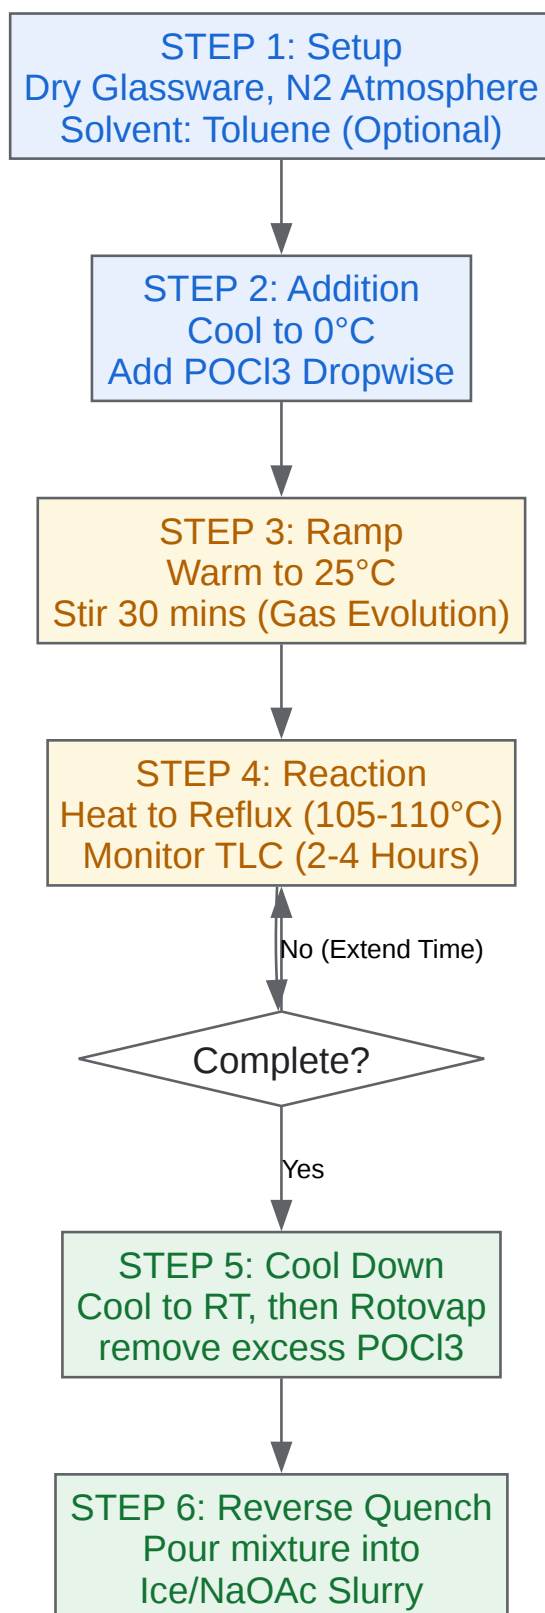 STEP 1: Setup
Dry Glassware, N2 Atmosphere
Solvent: Toluene (Optional)
STEP 2: Addition
Cool to 0°C
Add POCl3 Dropwise
STEP 3: Ramp
Warm to 25°C
Stir 30 mins (Gas Evolution)
STEP 4: Reaction
Heat to Reflux (105-110°C)
Monitor TLC (2-4 Hours)
No (Extend Time)
Complete?
Yes
STEP 5: Cool Down
Cool to RT, then Rotovap
remove excess POCl3
STEP 6: Reverse Quench
Pour mixture into
Ice/NaOAc Slurry